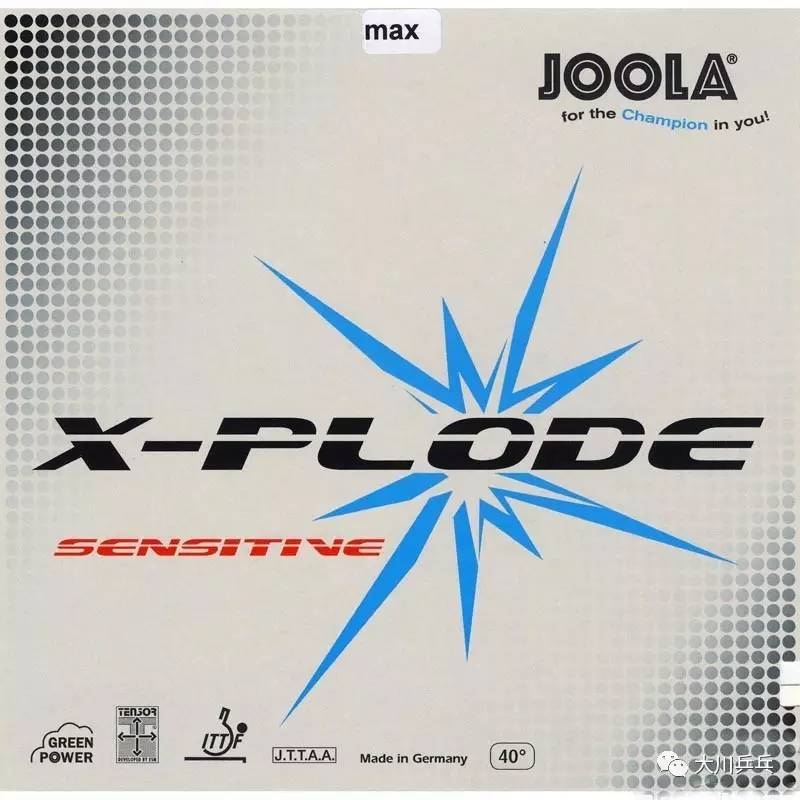 max
JOOLA®
for the Champion in you!
X-PLODE
SENSITIVE
GREEN
POWER
TENSOR
DEVELOPED BY ESN
ITTF
J.T.T.A.A.
Made in Germany
40°
大川乒乓